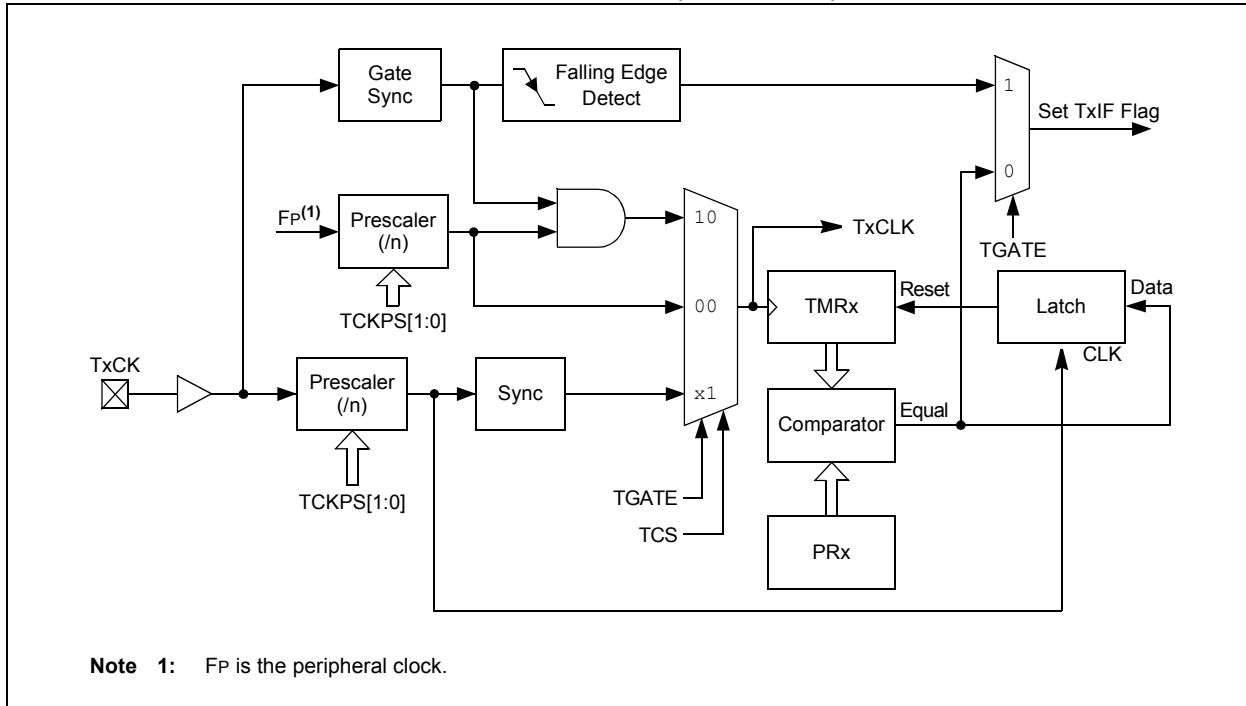 Gate
Sync
Falling Edge
Detect
1
Set TxIF Flag
0
FP(1)
Prescaler
(/n)
10
TxCLK
TGATE
TCKPS[1:0]
00
TMRx
Reset
Latch
Data
CLK
TxCK
Prescaler
(/n)
Sync
x1
Comparator
Equal
TCKPS[1:0]
TGATE
TCS
PRx
Note 1: FP is the peripheral clock.